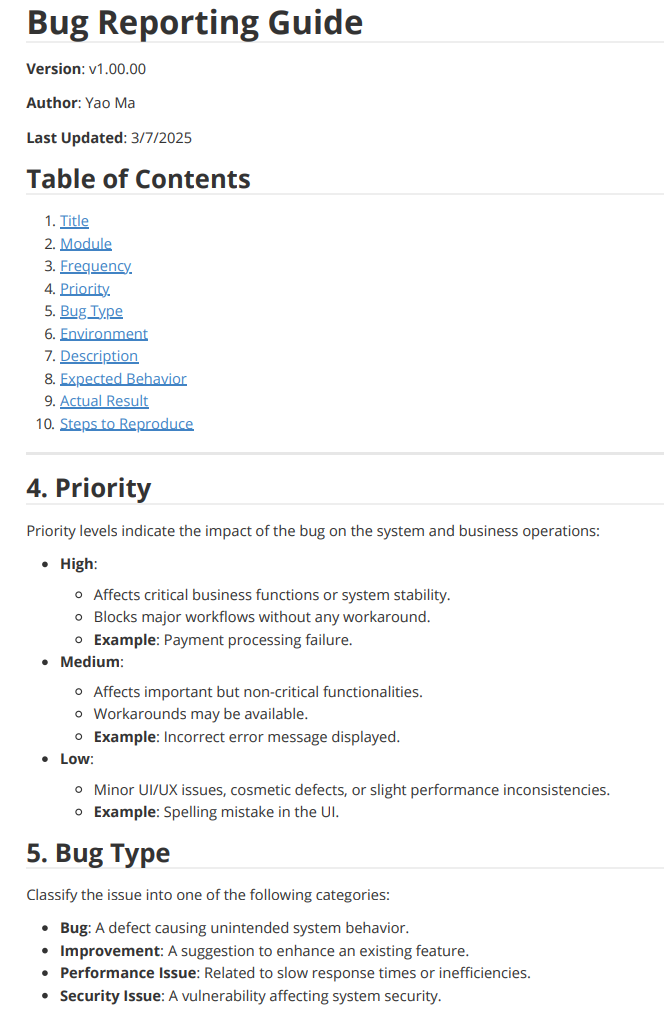 Bug Reporting Guide
Version: v1.00.00
Author: Yao Ma
Last Updated: 3/7/2025
Table of Contents
1. Title
2. Module
3. Frequency
4. Priority
5. Bug Type
6. Environment
7. Description
8. Expected Behavior
9. Actual Result
10. Steps to Reproduce
4. Priority
Priority levels indicate the impact of the bug on the system and business operations:
• High:
○ Affects critical business functions or system stability.
○ Blocks major workflows without any workaround.
○ Example: Payment processing failure.
• Medium:
○ Affects important but non-critical functionalities.
○ Workarounds may be available.
○ Example: Incorrect error message displayed.
• Low:
○ Minor UI/UX issues, cosmetic defects, or slight performance inconsistencies.
○ Example: Spelling mistake in the UI.
5. Bug Type
Classify the issue into one of the following categories:
• Bug: A defect causing unintended system behavior.
• Improvement: A suggestion to enhance an existing feature.
• Performance Issue: Related to slow response times or inefficiencies.
• Security Issue: A vulnerability affecting system security.